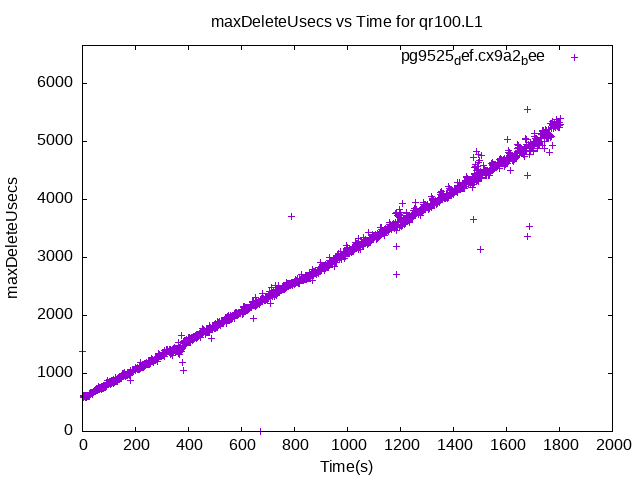 maxDeleteUsecs vs Time for qr100.L1
pg9525def.cx9a2bee
6000
5000
4000
3000
2000
1000
0
maxDeleteUsecs
0 200 400 600 800 1000 1200 1400 1600 1800 2000
Time(s)